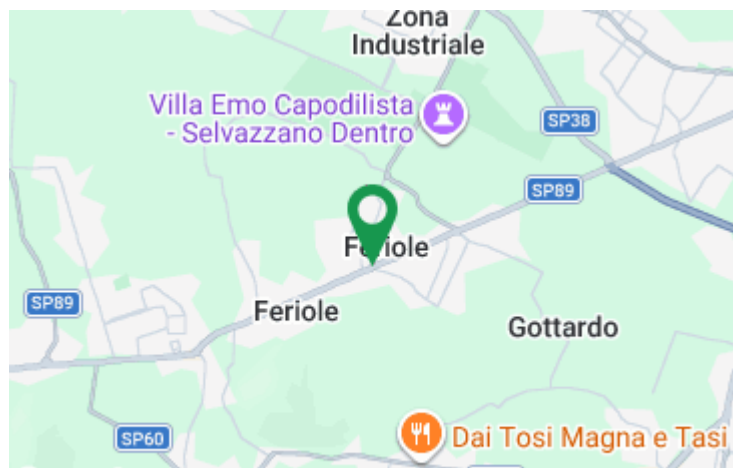 Zona
Industriale
Villa Emo Capodilista
- Selvazzano Dentro
SP38
SP89
Feriole
SP89
Feriole
Gottardo
SP60
Dai Tosi Magna e Tasi